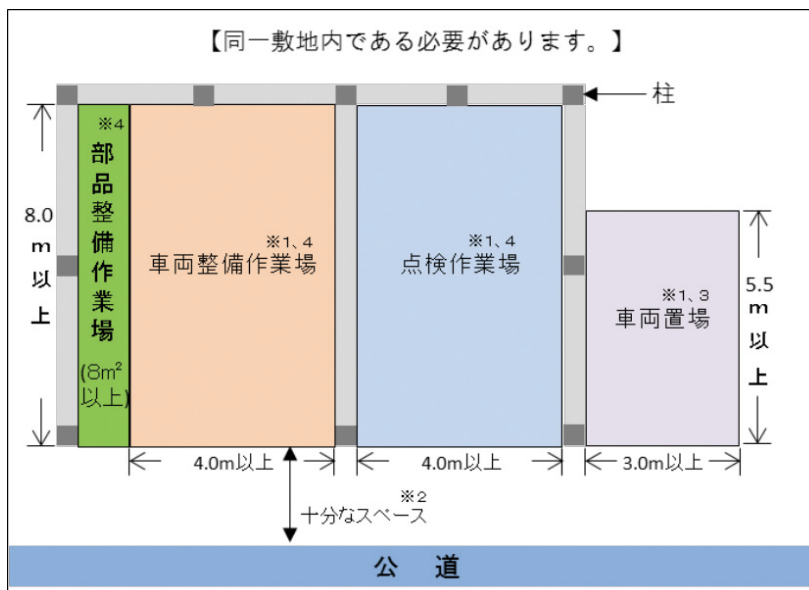 【同一敷地内である必要があります。】
柱
※4
部品整備作業場
(8㎡
以上)
8.0
m以上
※1、4
車両整備作業場
※1、4
点検作業場
※1、3
車両置場
5.5
m以上
4.0m以上
4.0m以上
3.0m以上
※2
十分なスペース
公 道